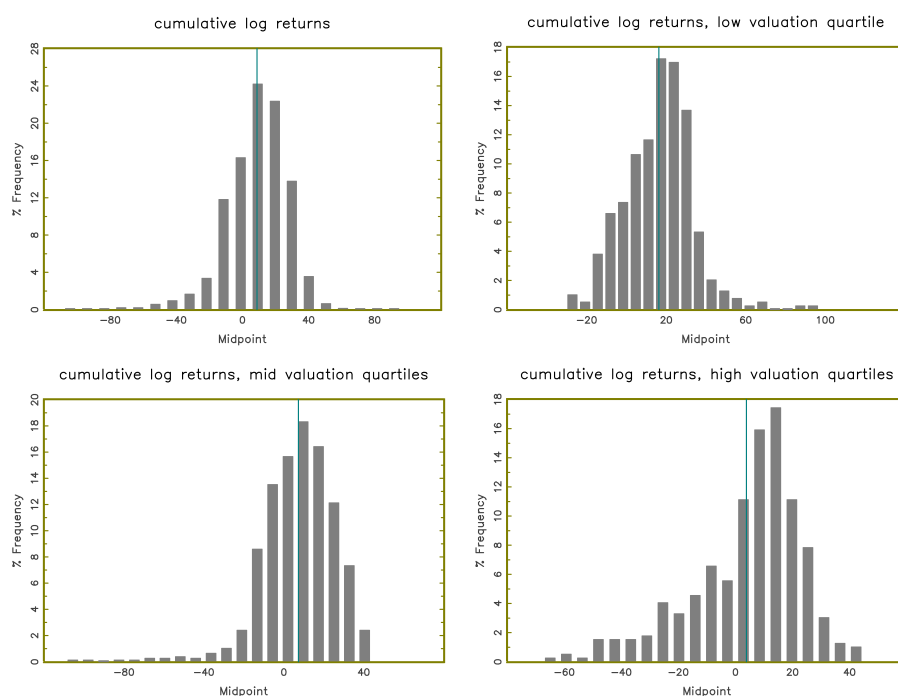 cumulative log returns
28
24
20
16
12
8
4
0
% Frequency
-80 -40 0 40 80
Midpoint
cumulative log returns, low valuation quartile
18
16
14
12
10
8
6
4
2
0
% Frequency
-20 20 60 100
Midpoint
cumulative log returns, mid valuation quartiles
20
18
16
14
12
10
8
6
4
2
0
% Frequency
-80 0 40
Midpoint
cumulative log returns, high valuation quartiles
18
16
14
12
10
8
6
4
2
0
% Frequency
-60 -40 -20 0 20 40
Midpoint